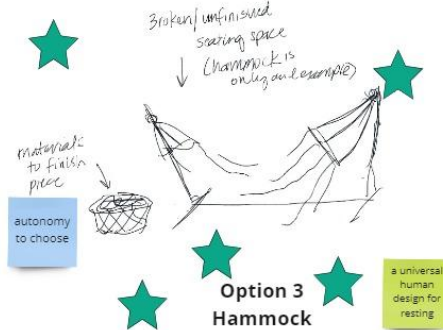 Broken/unfinished
seating space
(hammock is
only an example)
materials
to finish
piece
autonomy
to choose
Option 3
Hammock
a universal
human
design for
resting